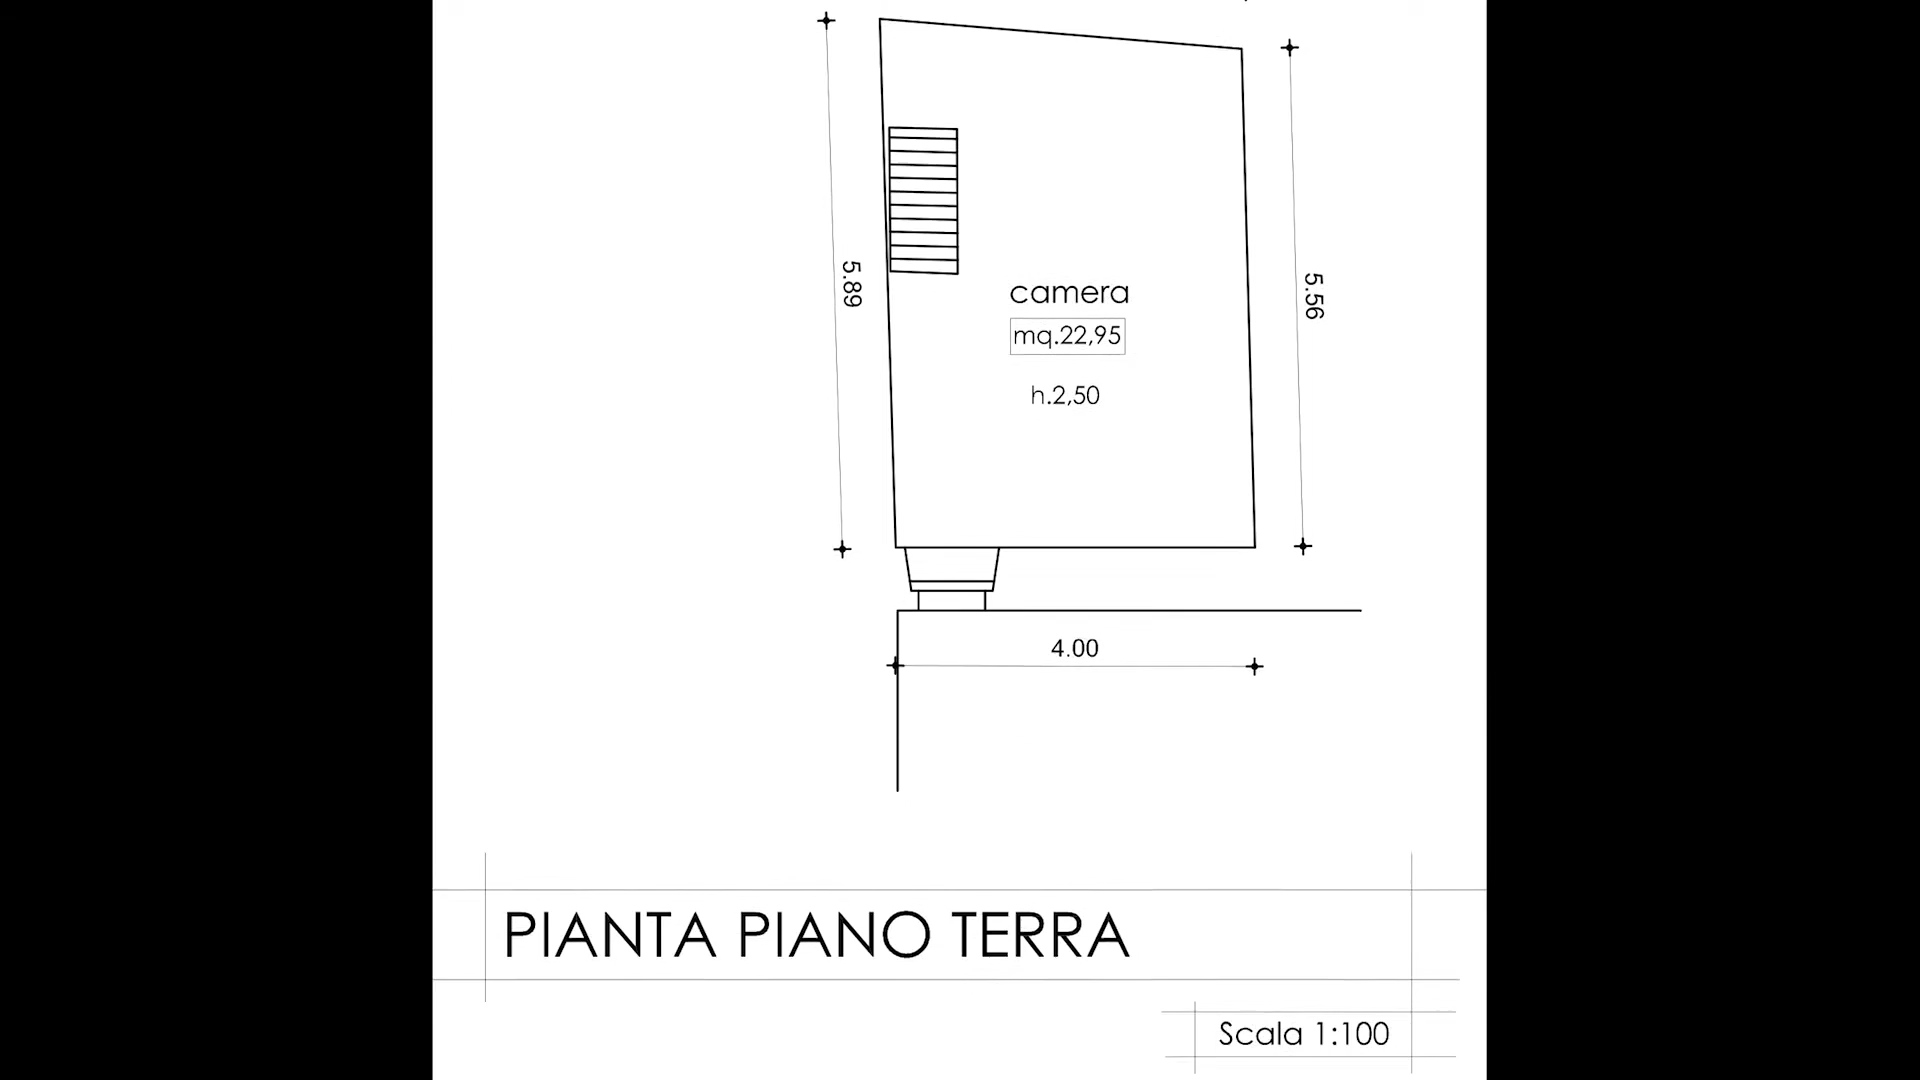 5.89
camera
mq.22,95
h.2,50
5.56
4.00
PIANTA PIANO TERRA
Scala 1:100